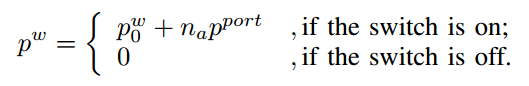 p^w = { p_0^w + n_a p^{port} , if the switch is on;
0 , if the switch is off.